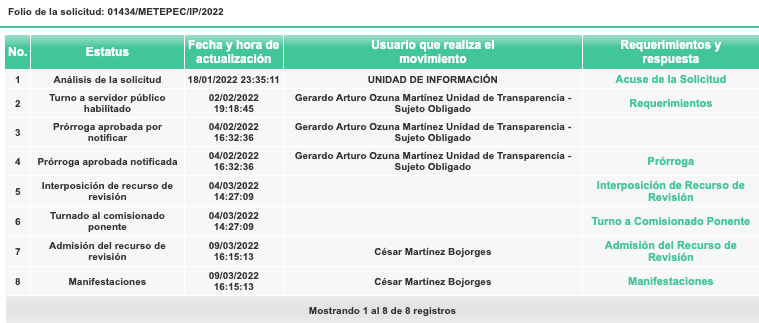 Folio de la solicitud: 01434/METEPEC/IP/2022
No. Estatus Fecha y hora de actualización Usuario que realiza el movimiento Requerimientos y respuesta
1 Análisis de la solicitud 18/01/2022 23:35:11 UNIDAD DE INFORMACIÓN Acuse de la Solicitud
2 Turno a servidor público habilitado 02/02/2022 19:18:45 Gerardo Arturo Ozuna Martínez Unidad de Transparencia - Sujeto Obligado Requerimientos
3 Prórroga aprobada por notificar 04/02/2022 16:32:36 Gerardo Arturo Ozuna Martínez Unidad de Transparencia - Sujeto Obligado
4 Prórroga aprobada notificada 04/02/2022 16:32:36 Gerardo Arturo Ozuna Martínez Unidad de Transparencia - Sujeto Obligado Prórroga
5 Interposición de recurso de revisión 04/03/2022 14:27:09 Interposición de Recurso de Revisión
6 Turnado al comisionado ponente 04/03/2022 14:27:09 Turno a Comisionado Ponente
7 Admisión del recurso de revisión 09/03/2022 16:15:13 César Martínez Bojorges Admisión del Recurso de Revisión
8 Manifestaciones 09/03/2022 16:15:13 César Martínez Bojorges Manifestaciones
Mostrando 1 al 8 de 8 registros